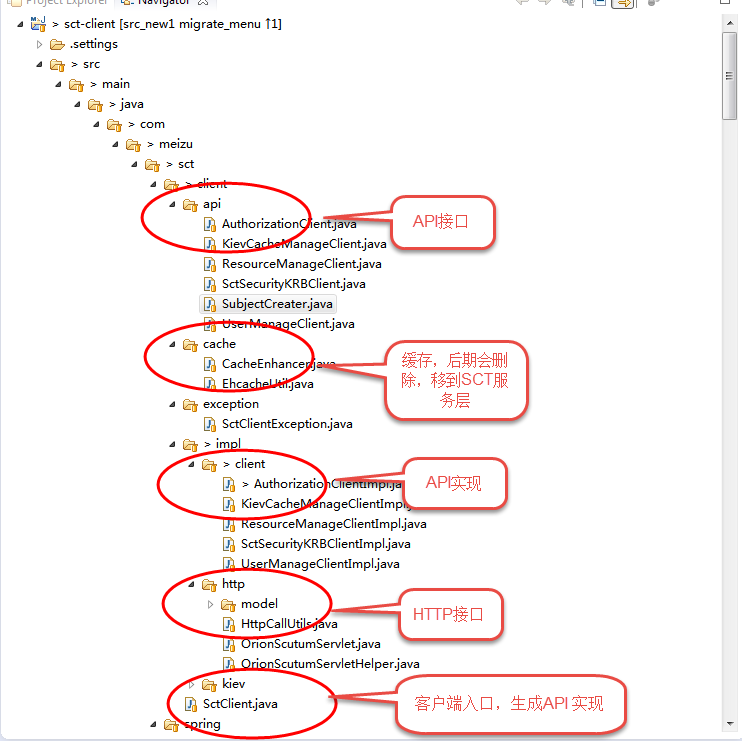 Project Explorer Navigator
> sct-client [src_new1 migrate_menu ↑1]
.settings
> src
> main
> java
> com
> meizu
> sct
> client
api
AuthorizationClient.java
API接口
KievCacheManageClient.java
ResourceManageClient.java
SctSecurityKRBClient.java
SubjectCreater.java
UserManageClient.java
cache
CacheEnhancer.java
缓存，后期会删
除，移到SCT服
务层
EhcacheUtil.java
exception
SctClientException.java
> impl
> client
> AuthorizationClientImpl.ja
API实现
KievCacheManageClientImpl.
ResourceManageClientImpl.java
SctSecurityKRBClientImpl.java
UserManageClientImpl.java
http
model
HTTP接口
HttpCallUtils.java
OrionScutumServlet.java
OrionScutumServletHelper.java
kiev
SctClient.java
客户端入口，生成API 实现
spring